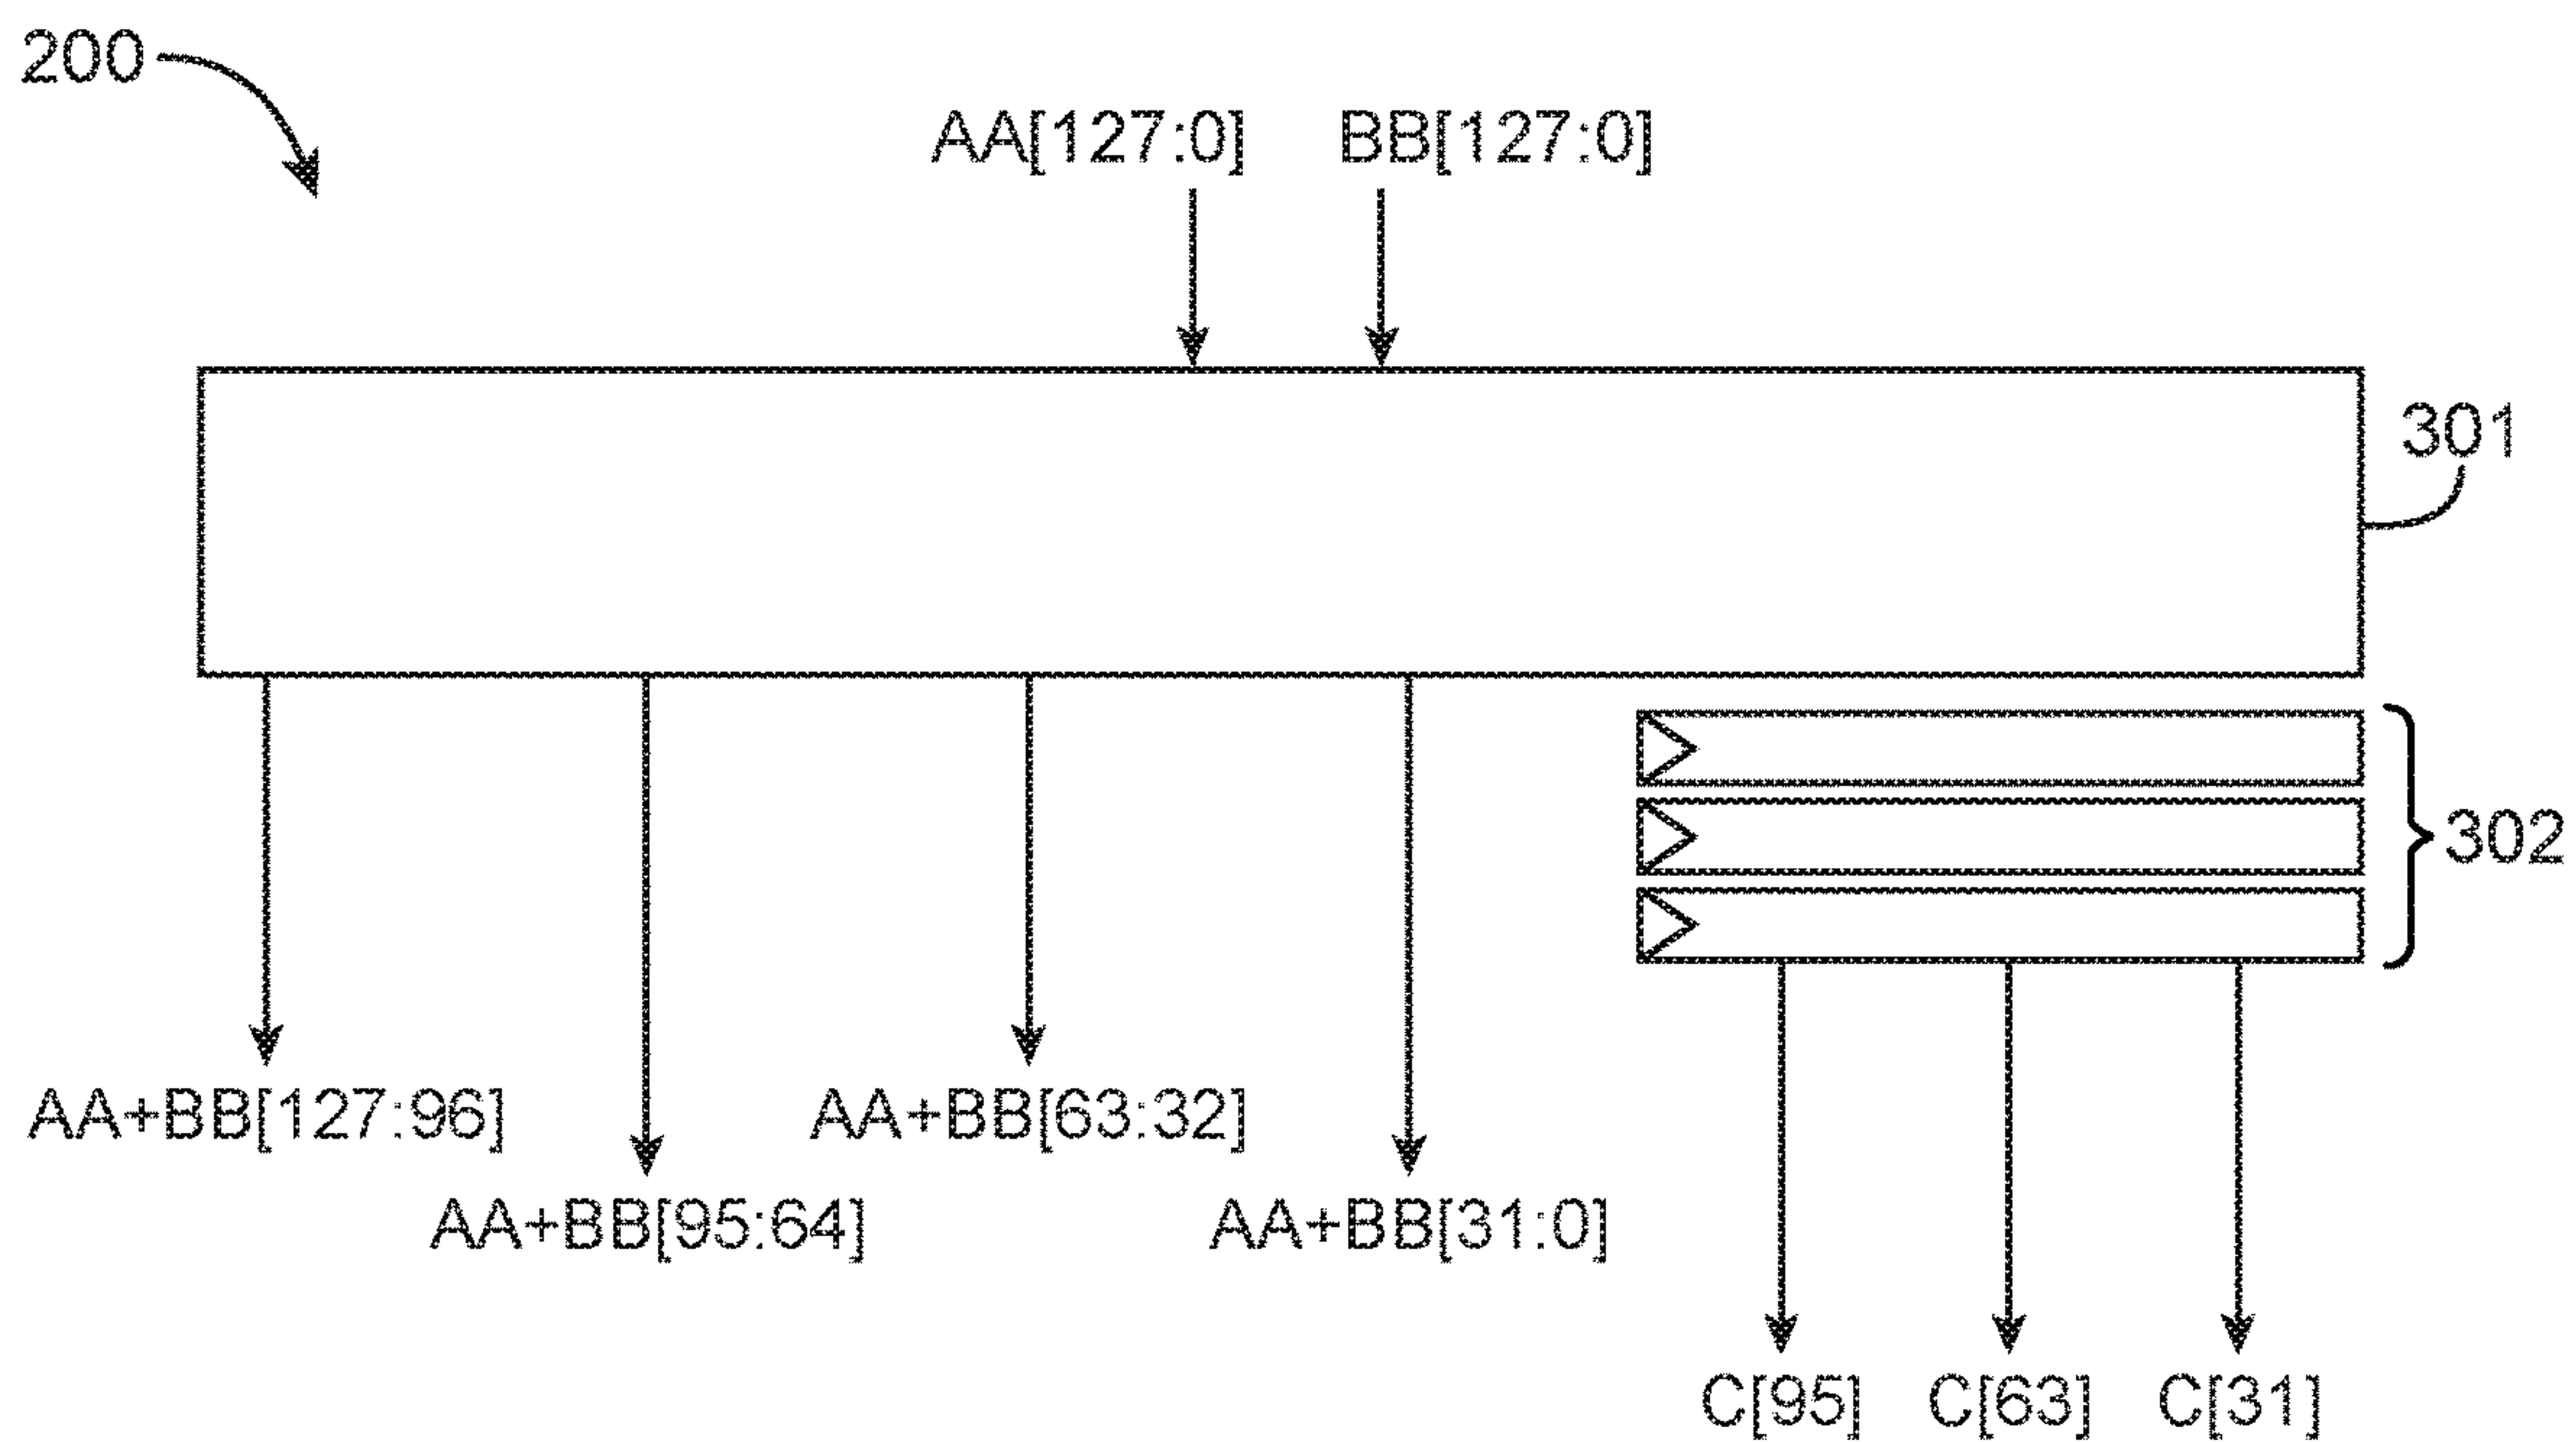 200
AA[127:0] BB[127:0]
301
302
AA+BB[127:96] AA+BB[63:32]
AA+BB[95:64] AA+BB[31:0]
C[95] C[63] C[31]